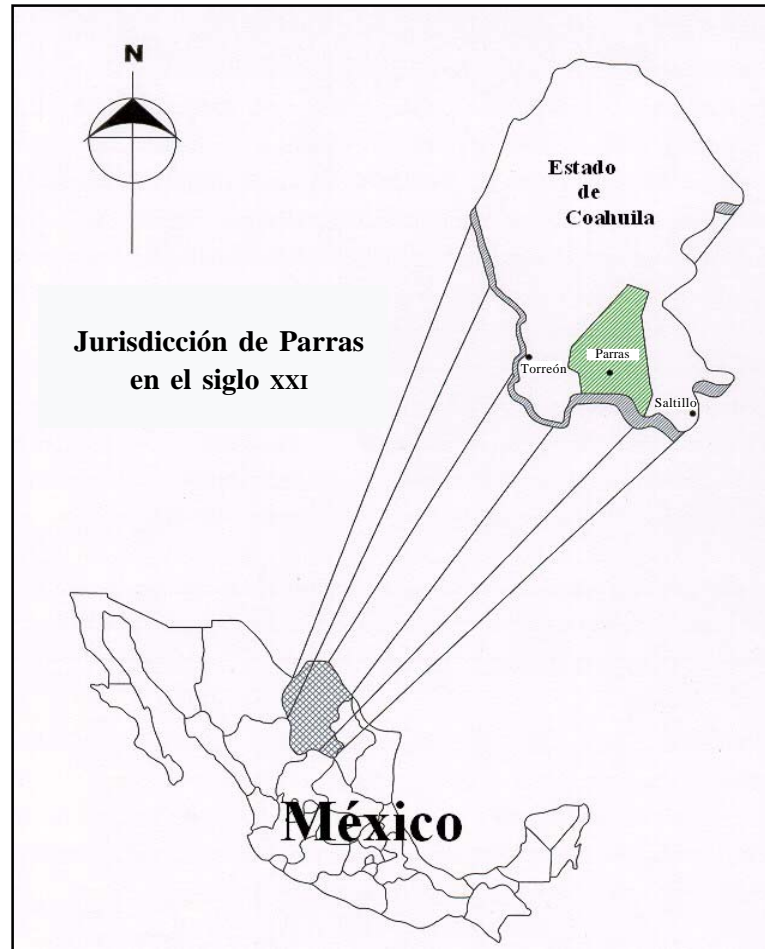 N
Estado
de
Coahuila
Jurisdicción de Parras
en el siglo XXI
Torreón
Parras
Saltillo
México